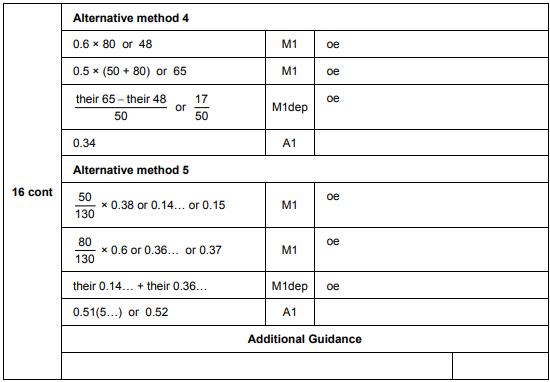 Alternative method 4
0.6 × 80 or 48 M1 oe
0.5 × (50 + 80) or 65 M1 oe
their 65 – their 48 / 50 or 17 / 50 M1dep oe
0.34 A1
Alternative method 5
16 cont
50 / 130 × 0.38 or 0.14… or 0.15 M1 oe
80 / 130 × 0.6 or 0.36… or 0.37 M1 oe
their 0.14… + their 0.36… M1dep oe
0.51(5…) or 0.52 A1
Additional Guidance